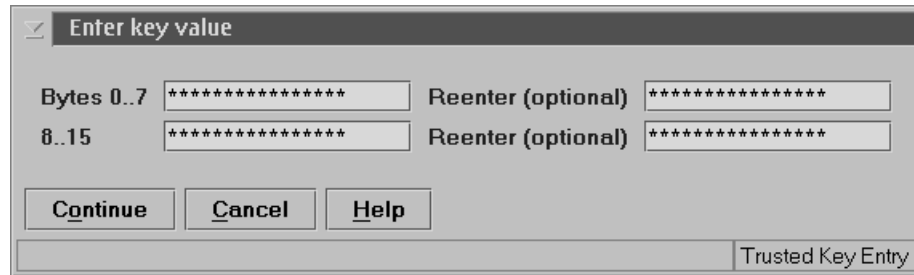 Enter key value
Bytes 0..7 **************** Reenter (optional) ****************
8..15 **************** Reenter (optional) ****************
Continue Cancel Help
Trusted Key Entry